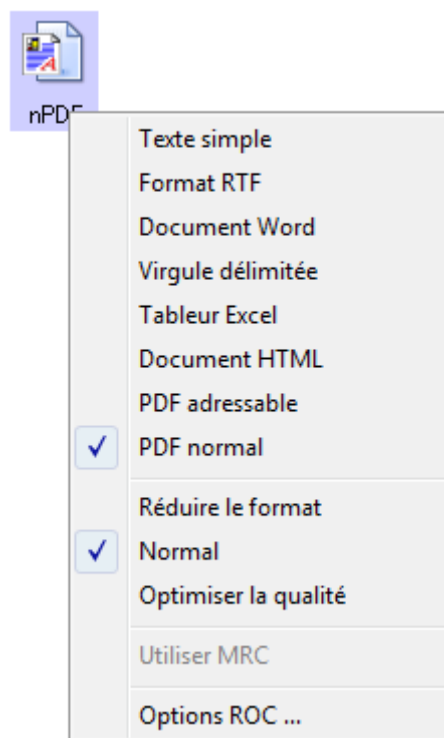 nPDF
Texte simple
Format RTF
Document Word
Virgule délimitée
Tableur Excel
Document HTML
PDF adressable
PDF normal
Réduire le format
Normal
Optimiser la qualité
Utiliser MRC
Options ROC ...